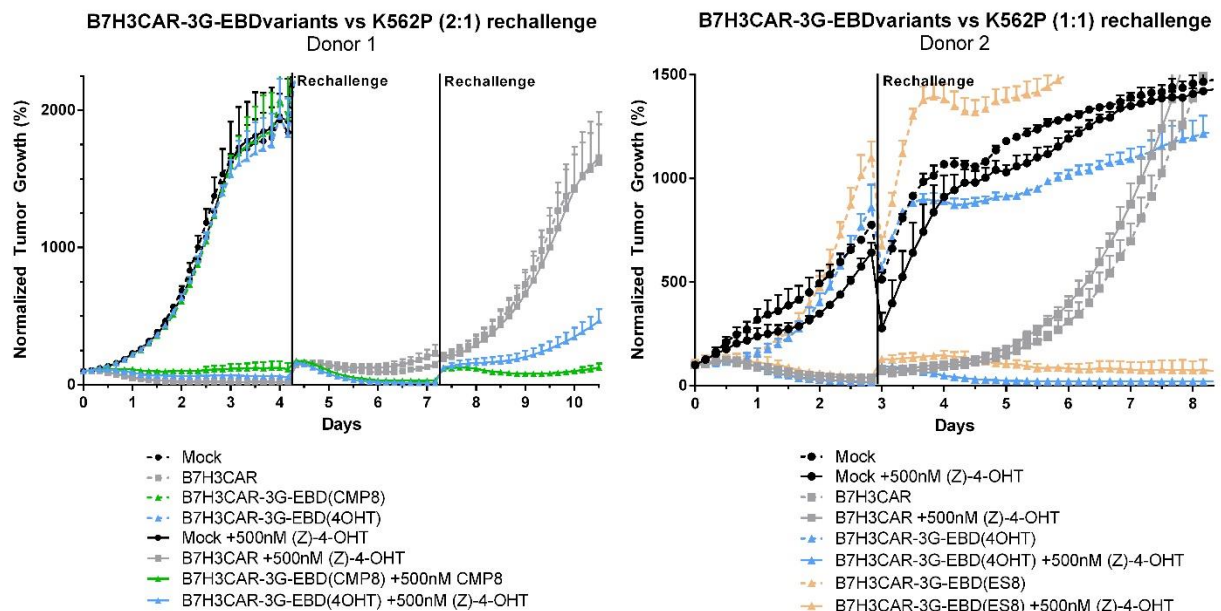 B7H3CAR-3G-EBDvariants vs K562P (2:1) rechallenge
Donor 1
Rechallenge
Rechallenge
Normalized Tumor Growth (%)
2000
1000
0
0 1 2 3 4 5 6 7 8 9 10
Days
Mock
B7H3CAR
B7H3CAR-3G-EBD(CMP8)
B7H3CAR-3G-EBD(4OHT)
Mock +500nM (Z)-4-OHT
B7H3CAR +500nM (Z)-4-OHT
B7H3CAR-3G-EBD(CMP8) +500nM CMP8
B7H3CAR-3G-EBD(4OHT) +500nM (Z)-4-OHT
B7H3CAR-3G-EBDvariants vs K562P (1:1) rechallenge
Donor 2
Rechallenge
Normalized Tumor Growth (%)
1500
1000
500
0
0 1 2 3 4 5 6 7 8
Days
Mock
Mock +500nM (Z)-4-OHT
B7H3CAR
B7H3CAR +500nM (Z)-4-OHT
B7H3CAR-3G-EBD(4OHT)
B7H3CAR-3G-EBD(4OHT) +500nM (Z)-4-OHT
B7H3CAR-3G-EBD(ES8)
B7H3CAR-3G-EBD(ES8) +500nM (Z)-4-OHT